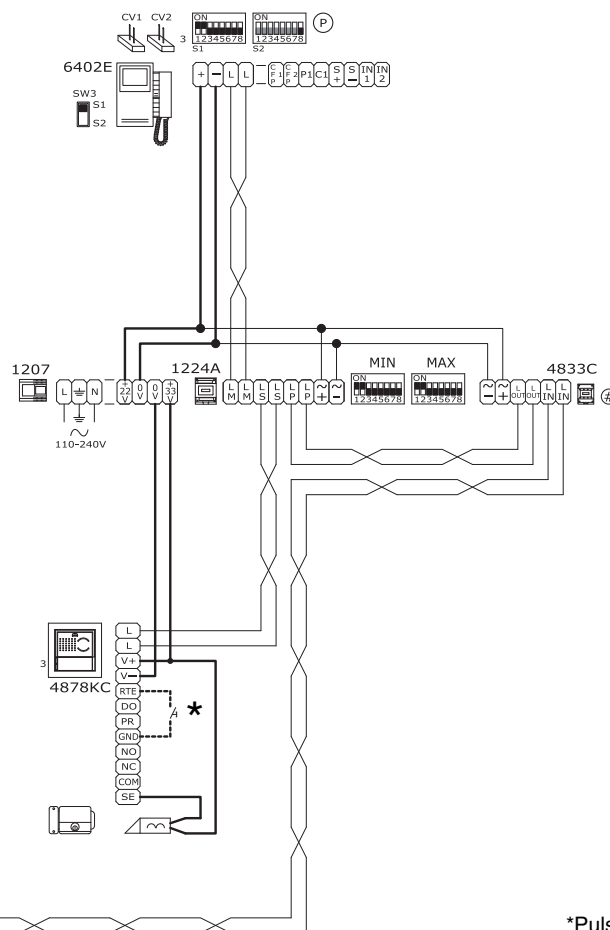 CV1 CV2
ON ON P
3 12345678 12345678
S1 S2
6402E
SW3
S1
S2
+ − L L CFP1 CFP2 P1 C1 S+ S− IN1 IN2
1207 1224A MIN MAX 4833C
ON ON
12345678 12345678
L N +22V 0V 0V +33V LM LM LS LS LP LP ~+ ~− ~− ~+ LOUT LOUT LIN LIN #
110-240V
L
L
V+
V−
RTE
DO
PR
GND
NO
NC
COM
SE
3
4878KC
*
*Puls